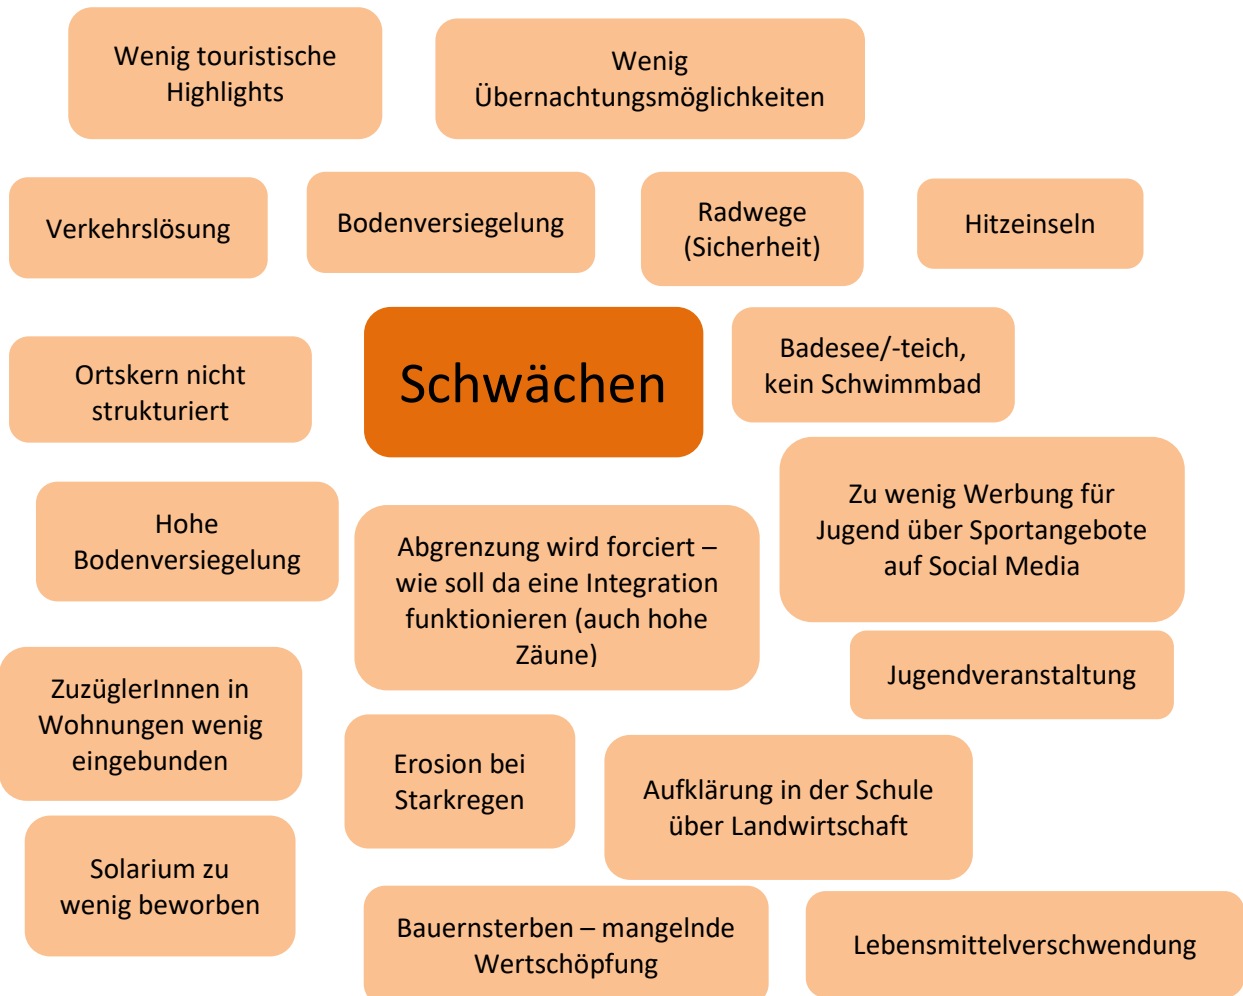 Wenig touristische
Highlights
Wenig
Übernachtungsmöglichkeiten
Verkehrslösung
Bodenversiegelung
Radwege
(Sicherheit)
Hitzeinseln
Schwächen
Badesee/-teich,
kein Schwimmbad
Ortskern nicht
strukturiert
Zu wenig Werbung für
Jugend über Sportangebote
auf Social Media
Hohe
Bodenversiegelung
Abgrenzung wird forciert –
wie soll da eine Integration
funktionieren (auch hohe
Zäune)
Jugendveranstaltung
ZuzüglerInnen in
Wohnungen wenig
eingebunden
Erosion bei
Starkregen
Aufklärung in der Schule
über Landwirtschaft
Solarium zu
wenig beworben
Bauernsterben – mangelnde
Wertschöpfung
Lebensmittelverschwendung